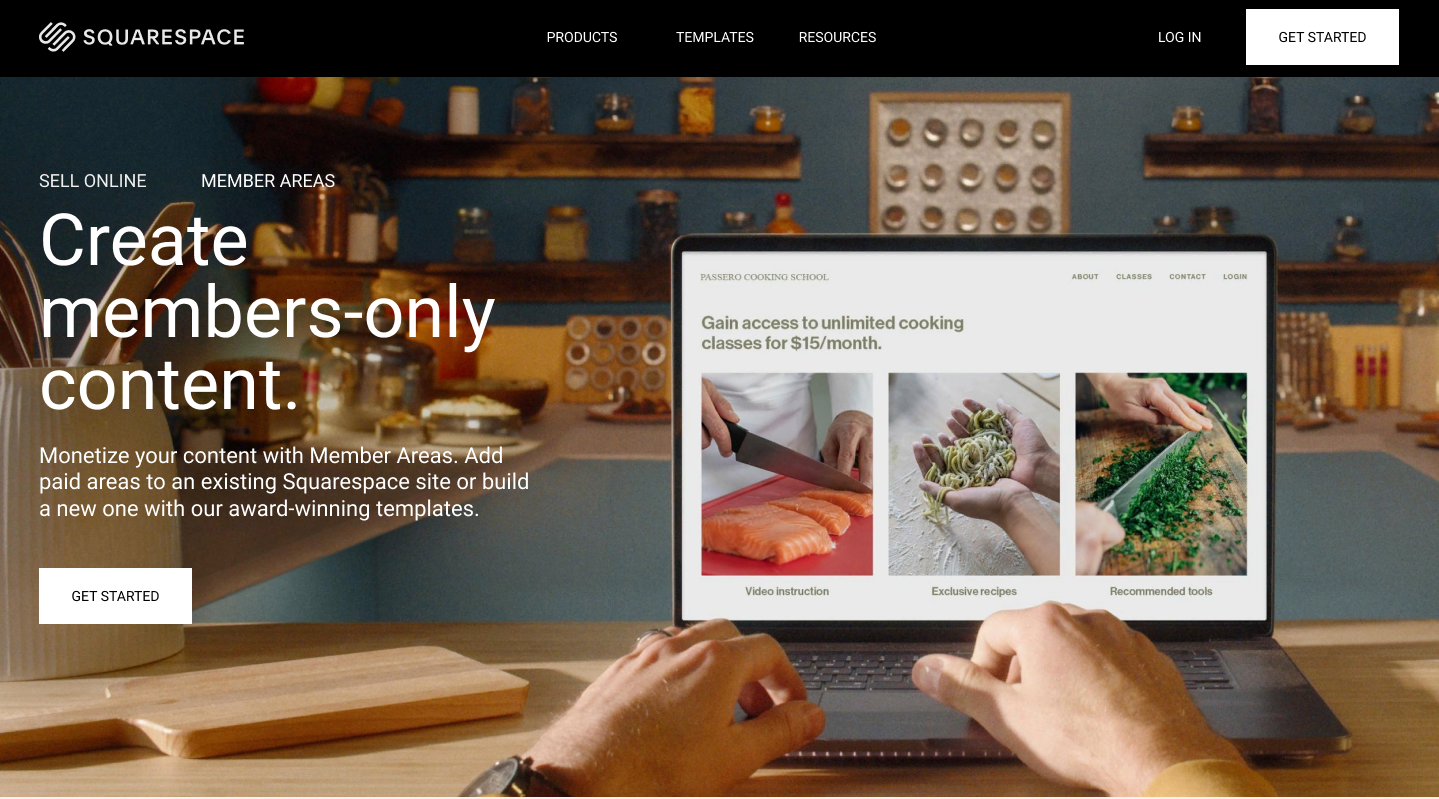 SQUARESPACE
PRODUCTS
TEMPLATES
RESOURCES
LOG IN
GET STARTED
SELL ONLINE
MEMBER AREAS
Create
members-only
content.
Monetize your content with Member Areas. Add
paid areas to an existing Squarespace site or build
a new one with our award-winning templates.
GET STARTED
PASSERO COOKING SCHOOL
ABOUT
CLASSES
CONTACT
LOGIN
Gain access to unlimited cooking
classes for $15/month.
Video instruction
Exclusive recipes
Recommended tools